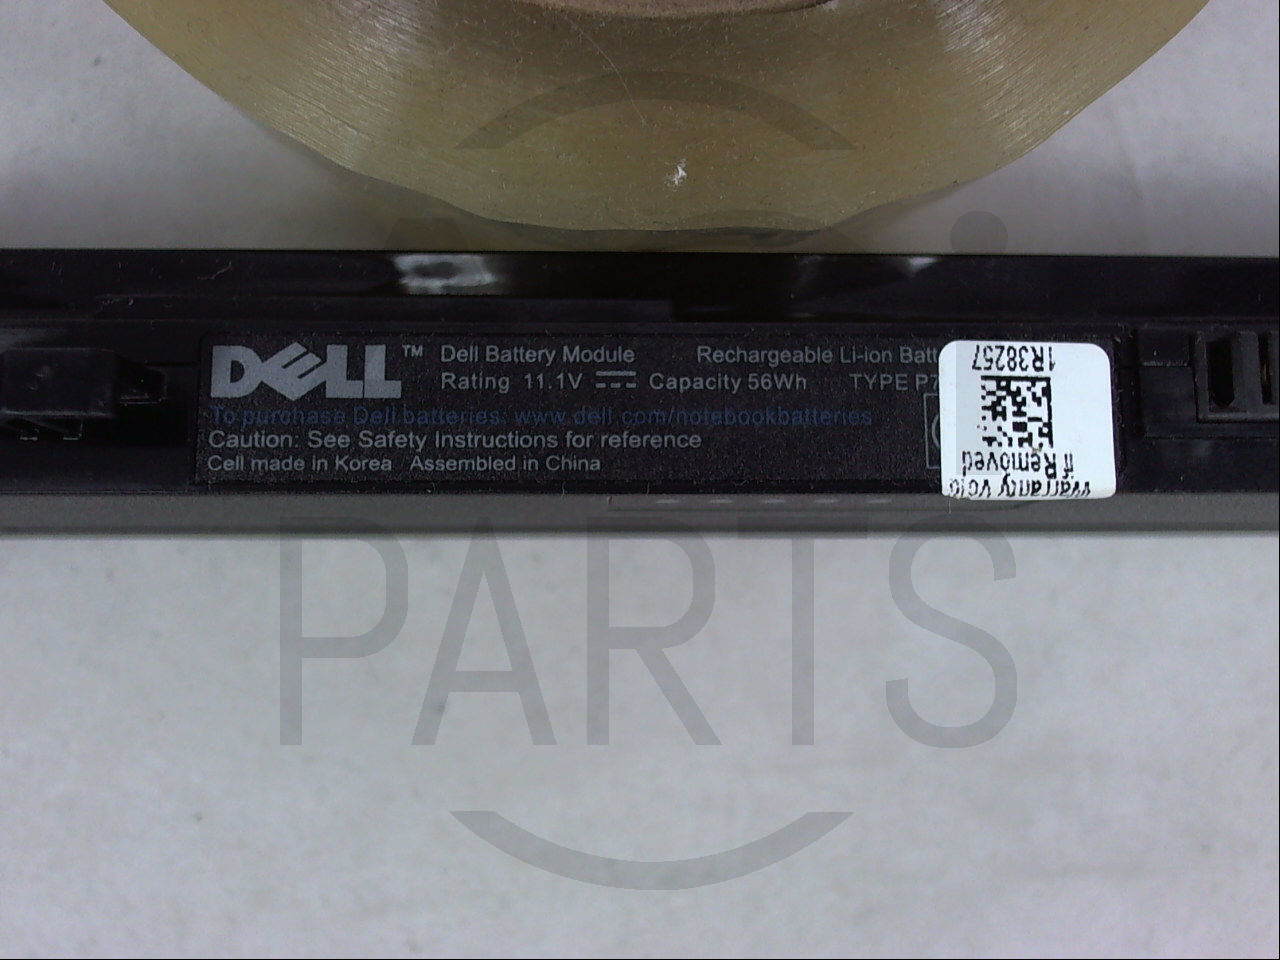 DELL™ Dell Battery Module Rechargeable Li-ion Batt
Rating 11.1V Capacity 56Wh TYPE P7
To purchase Dell batteries: www.dell.com/notebookbatteries
Caution: See Safety Instructions for reference
Cell made in Korea Assembled in China
Warranty void
if Removed
1R38257
PARTS